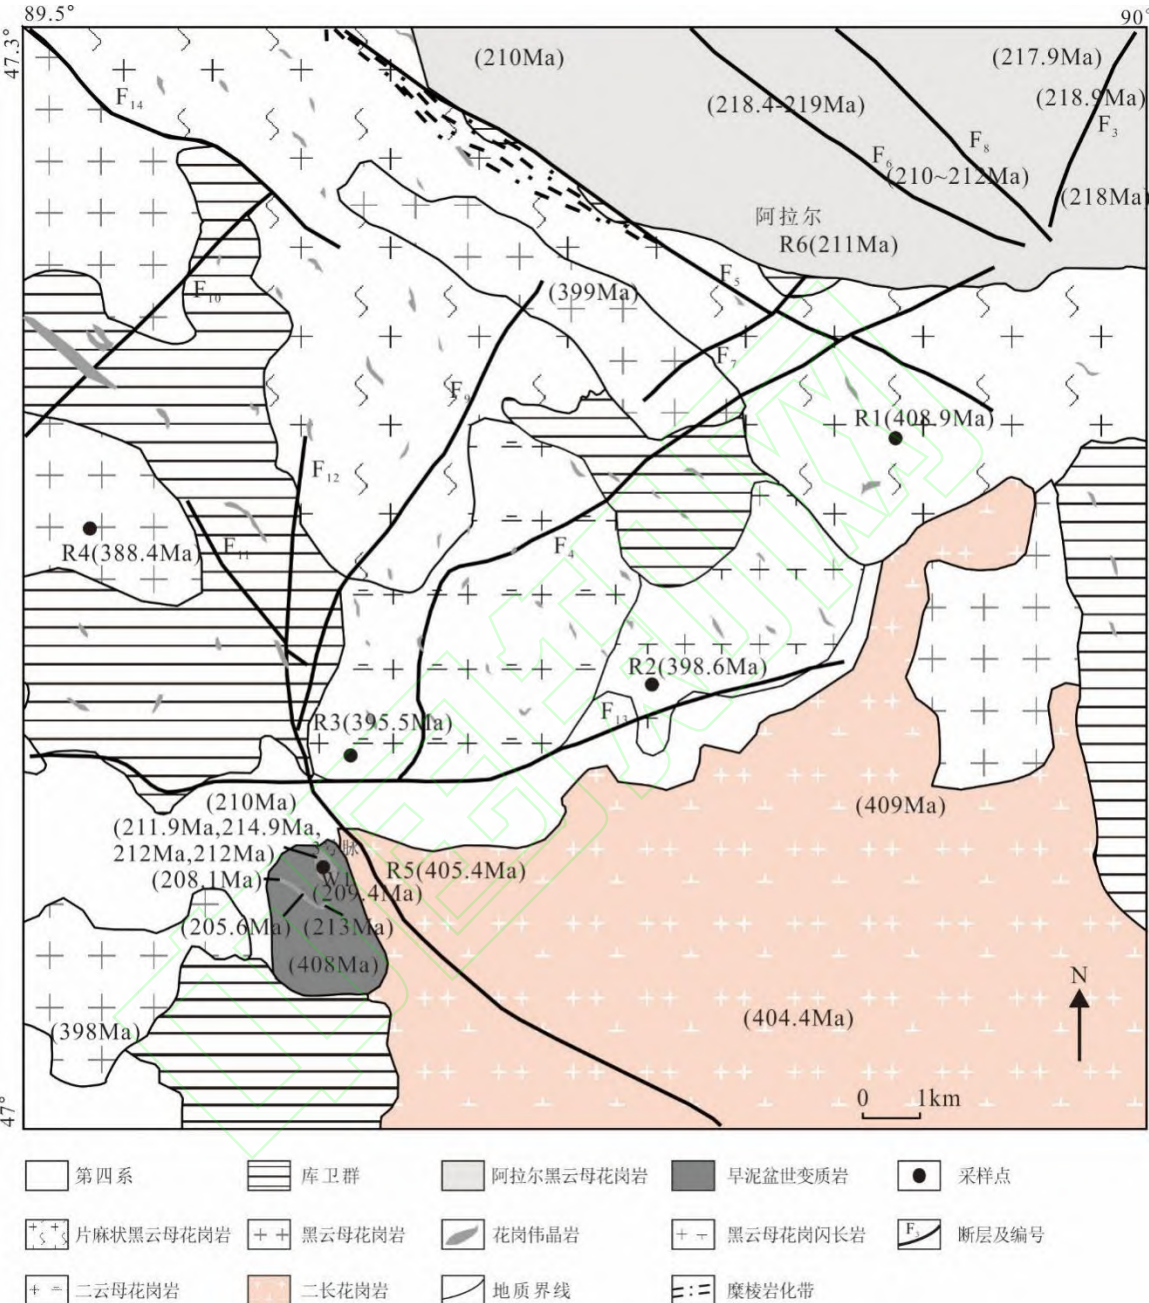 89.5°
90°
47.3°
(210Ma)
(217.9Ma)
(218.4-219Ma)
(218.9Ma)
F14
F3
F8
F6
(210~212Ma)
(218Ma)
阿拉尔
R6(211Ma)
F5
F10
(399Ma)
F7
F9
R1(408.9Ma)
F12
F11
F4
R4(388.4Ma)
R2(398.6Ma)
F13
R3(395.5Ma)
(210Ma)
(409Ma)
(211.9Ma,214.9Ma,
212Ma,212Ma)
脉
R5(405.4Ma)
(208.1Ma)
W1
(209.4Ma)
(205.6Ma)
(213Ma)
(408Ma)
N
(398Ma)
(404.4Ma)
0 1km
47°
第四系
库卫群
阿拉尔黑云母花岗岩
早泥盆世变质岩
采样点
片麻状黑云母花岗岩
黑云母花岗岩
花岗伟晶岩
黑云母花岗闪长岩
断层及编号
二云母花岗岩
二长花岗岩
地质界线
糜棱岩化带